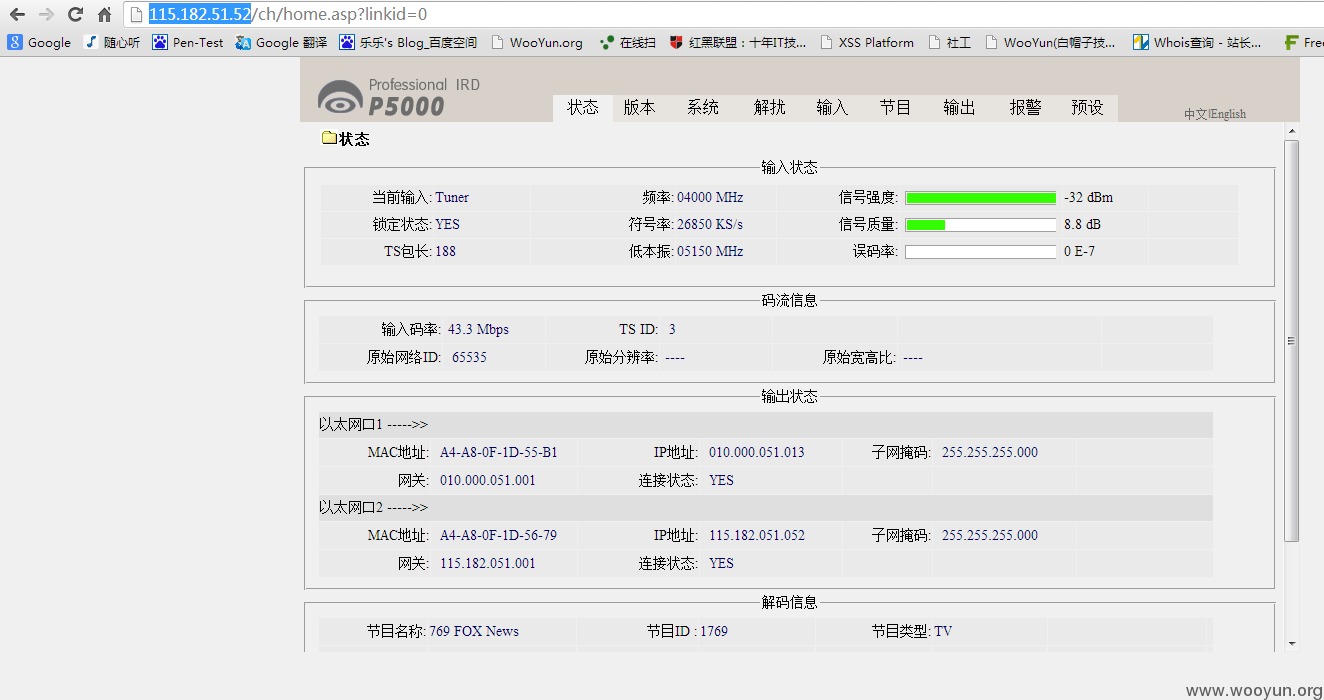 115.182.51.52/ch/home.asp?linkid=0
Google 随心听 Pen-Test Google 翻译 乐乐's Blog_百度空间 WooYun.org 在线扫 红黑联盟：十年IT技... XSS Platform 社工 WooYun(白帽子技... Whois查询 - 站长... Free
Professional IRD
P5000
状态 版本 系统 解扰 输入 节目 输出 报警 预设
中文|English
状态
输入状态
当前输入: Tuner 频率: 04000 MHz 信号强度: -32 dBm
锁定状态: YES 符号率: 26850 KS/s 信号质量: 8.8 dB
TS包长: 188 低本振: 05150 MHz 误码率: 0 E-7
码流信息
输入码率: 43.3 Mbps TS ID: 3
原始网络ID: 65535 原始分辨率: ---- 原始宽高比: ----
输出状态
以太网口1 ----->>
MAC地址: A4-A8-0F-1D-55-B1 IP地址: 010.000.051.013 子网掩码: 255.255.255.000
网关: 010.000.051.001 连接状态: YES
以太网口2 ----->>
MAC地址: A4-A8-0F-1D-56-79 IP地址: 115.182.051.052 子网掩码: 255.255.255.000
网关: 115.182.051.001 连接状态: YES
解码信息
节目名称: 769 FOX News 节目ID : 1769 节目类型: TV
www.wooyun.org